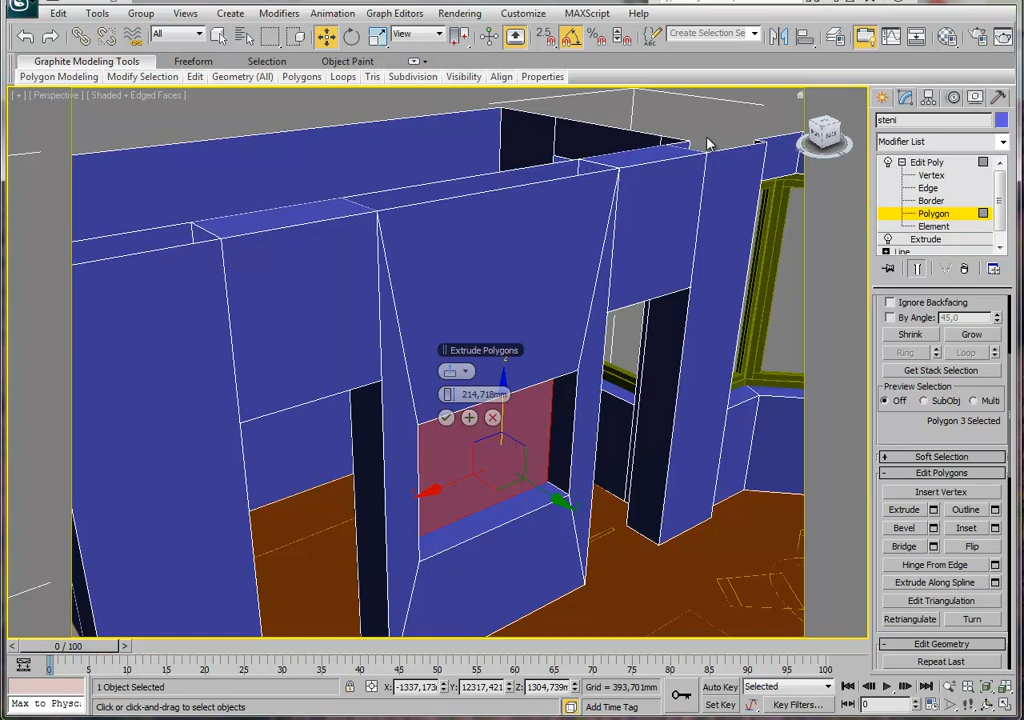 Edit Tools Group Views Create Modifiers Animation Graph Editors Rendering Customize MAXScript Help
All View 2.5 Create Selection Se
Graphite Modeling Tools Freeform Selection Object Paint
Polygon Modeling Modify Selection Edit Geometry (All) Polygons Loops Tris Subdivision Visibility Align Properties
[ + ] [ Perspective ] [ Shaded + Edged Faces ]
steni
Modifier List
Edit Poly
Vertex
Edge
Border
Polygon
Element
Extrude
Line
Ignore Backfacing
By Angle: 45,0
Shrink Grow
Ring Loop
Get Stack Selection
Preview Selection
Off SubObj Multi
Polygon 3 Selected
+ Soft Selection
- Edit Polygons
Insert Vertex
Extrude Outline
Bevel Inset
Bridge Flip
Hinge From Edge
Extrude Along Spline
Edit Triangulation
Retriangulate Turn
- Edit Geometry
Repeat Last
Extrude Polygons
214,718mm
z
< 0 / 100 >
0 5 10 15 20 25 30 35 40 45 50 55 60 65 70 75 80 85 90 95 100
1 Object Selected X: -1337,173 Y: 12317,421 Z: 1304,739m Grid = 393,701mm Auto Key Selected
Max to Physc Click or click-and-drag to select objects Add Time Tag Set Key Key Filters... 0